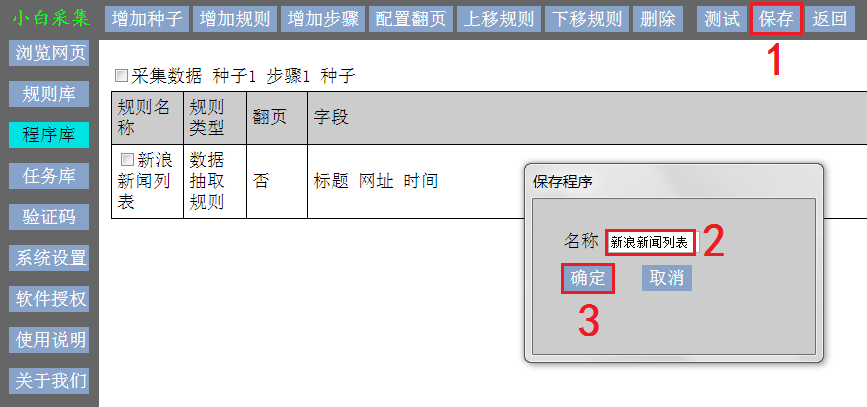 小白采集 增加种子 增加规则 增加步骤 配置翻页 上移规则 下移规则 删除 测试 保存 返回
1
浏览网页
规则库
程序库
任务库
验证码
系统设置
软件授权
使用说明
关于我们
采集数据 种子1 步骤1 种子
规则名
称
规则
类型
翻页
字段
新浪
新闻列
表
数据
抽取
规则
否
标题 网址 时间
保存程序
名称 新浪新闻列表 2
确定 取消
3